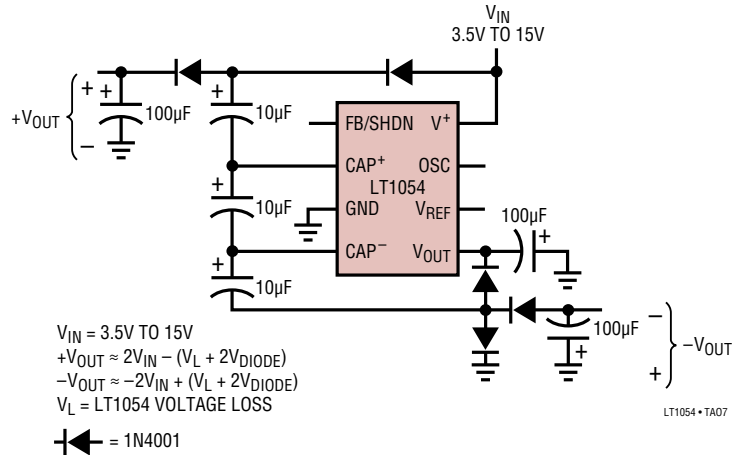 V_IN
3.5V TO 15V
+V_OUT
+
−
+
100µF
+
10µF
FB/SHDN V⁺
CAP⁺ OSC
LT1054
GND V_REF
CAP⁻ V_OUT
+
10µF
+
10µF
100µF
+
100µF
+
−
+
−V_OUT
V_IN = 3.5V TO 15V
+V_OUT ≈ 2V_IN − (V_L + 2V_DIODE)
−V_OUT ≈ −2V_IN + (V_L + 2V_DIODE)
V_L = LT1054 VOLTAGE LOSS
= 1N4001
LT1054 • TA07